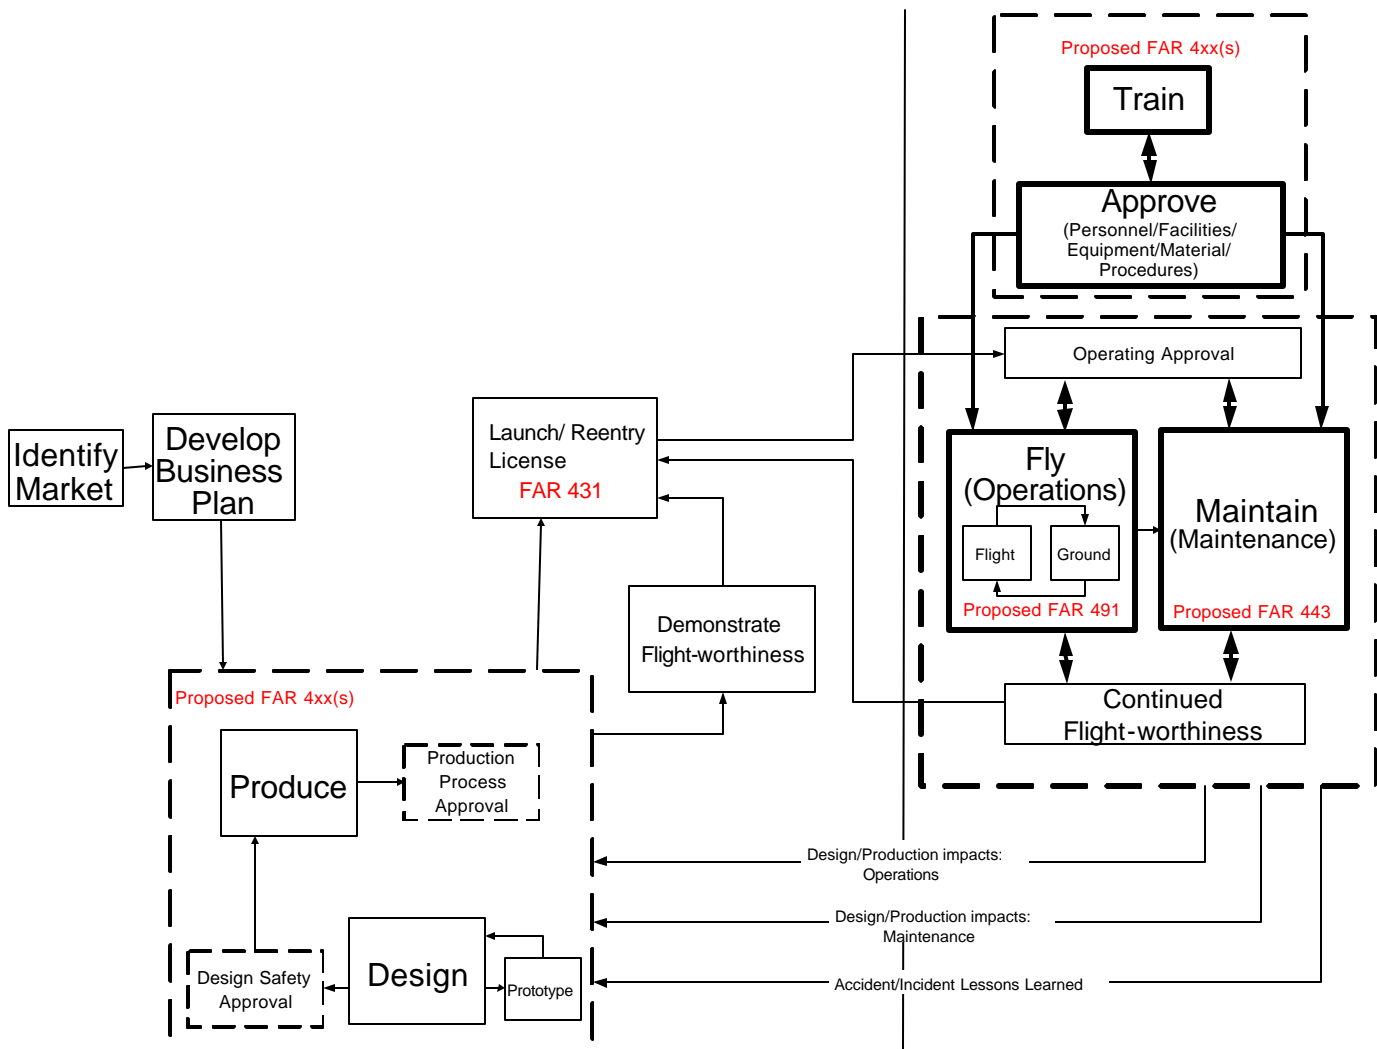 Proposed FAR 4xx(s)
Train
Approve
(Personnel/Facilities/
Equipment/Material/
Procedures)
Operating Approval
Identify
Market
Develop
Business
Plan
Launch/ Reentry
License
FAR 431
Fly
(Operations)
Flight
Ground
Proposed FAR 491
Maintain
(Maintenance)
Proposed FAR 443
Demonstrate
Flight-worthiness
Continued
Flight-worthiness
Proposed FAR 4xx(s)
Produce
Production
Process
Approval
Design/Production impacts:
Operations
Design/Production impacts:
Maintenance
Accident/Incident Lessons Learned
Design Safety
Approval
Design
Prototype